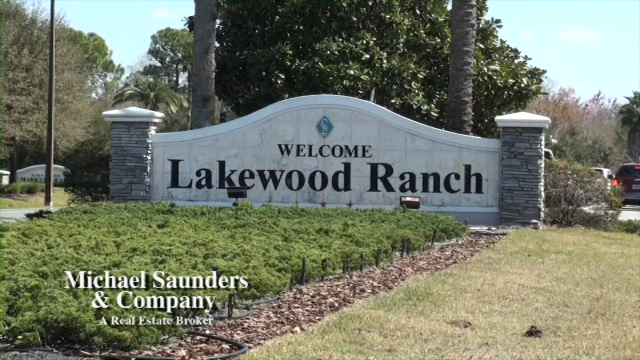 WELCOME
Lakewood Ranch
Michael Saunders
& Company
A Real Estate Broker